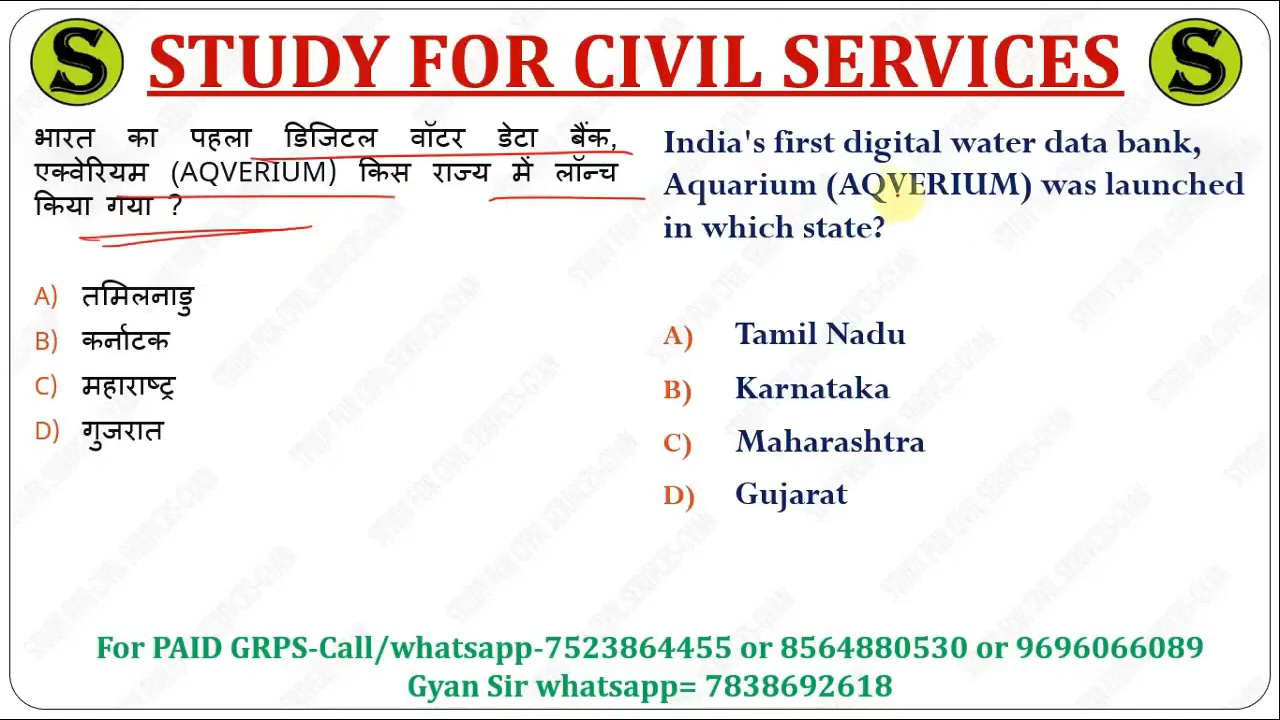 S STUDY FOR CIVIL SERVICES S
भारत का पहला डिजिटल वॉटर डेटा बैंक,
एक्वेरियम (AQVERIUM) किस राज्य में लॉन्च
किया गया ?
A) तमिलनाडु
B) कर्नाटक
C) महाराष्ट्र
D) गुजरात
India's first digital water data bank,
Aquarium (AQVERIUM) was launched
in which state?
A) Tamil Nadu
B) Karnataka
C) Maharashtra
D) Gujarat
For PAID GRPS-Call/whatsapp-7523864455 or 8564880530 or 9696066089
Gyan Sir whatsapp= 7838692618